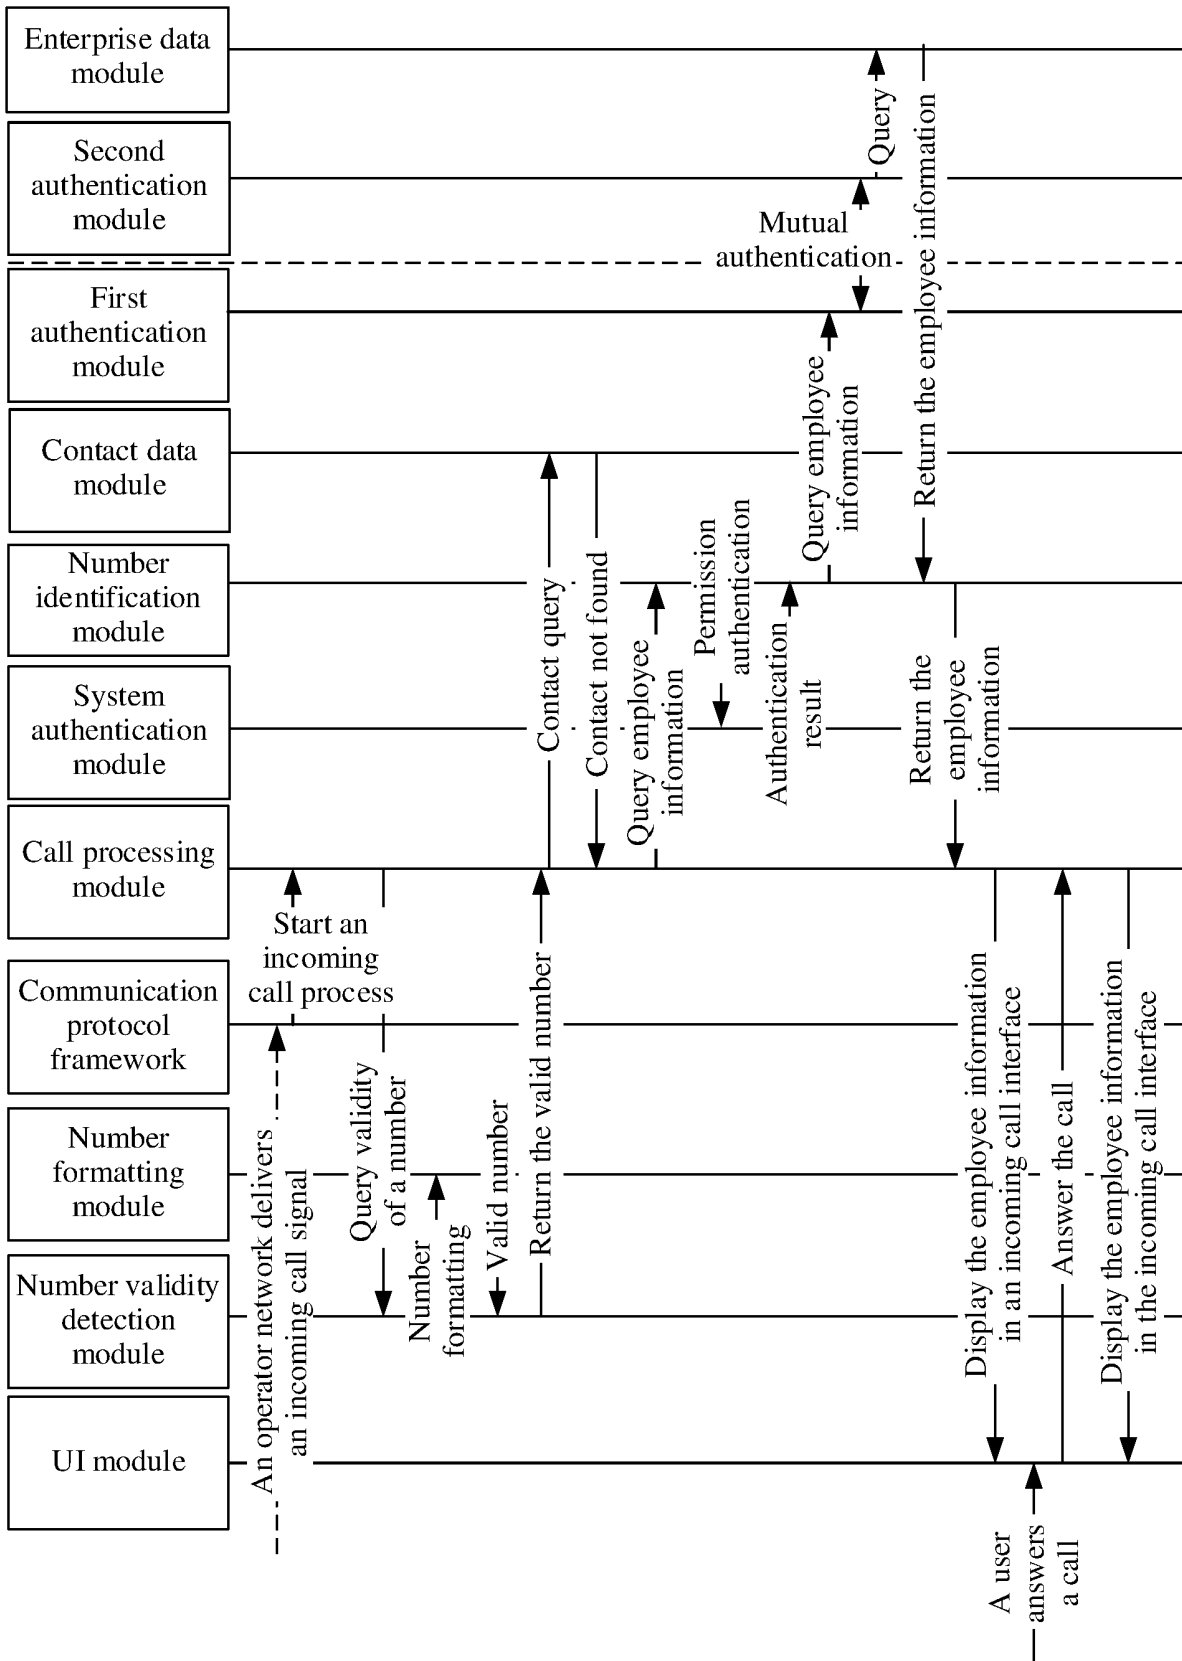 Enterprise data
module
Second
authentication
module
First
authentication
module
Contact data
module
Number
identification
module
System
authentication
module
Call processing
module
Communication
protocol
framework
Number
formatting
module
Number validity
detection
module
UI module
An operator network delivers
an incoming call signal
Start an
incoming
call process
Query validity
of a number
Number
formatting
Valid number
Return the valid number
Contact query
Contact not found
Query employee
information
Permission
authentication
Authentication
result
Query employee
information
Mutual
authentication
Query
Return the employee information
Return the
employee
information
Display the employee information
in an incoming call interface
A user
answers
a call
Answer the call
Display the employee information
in the incoming call interface